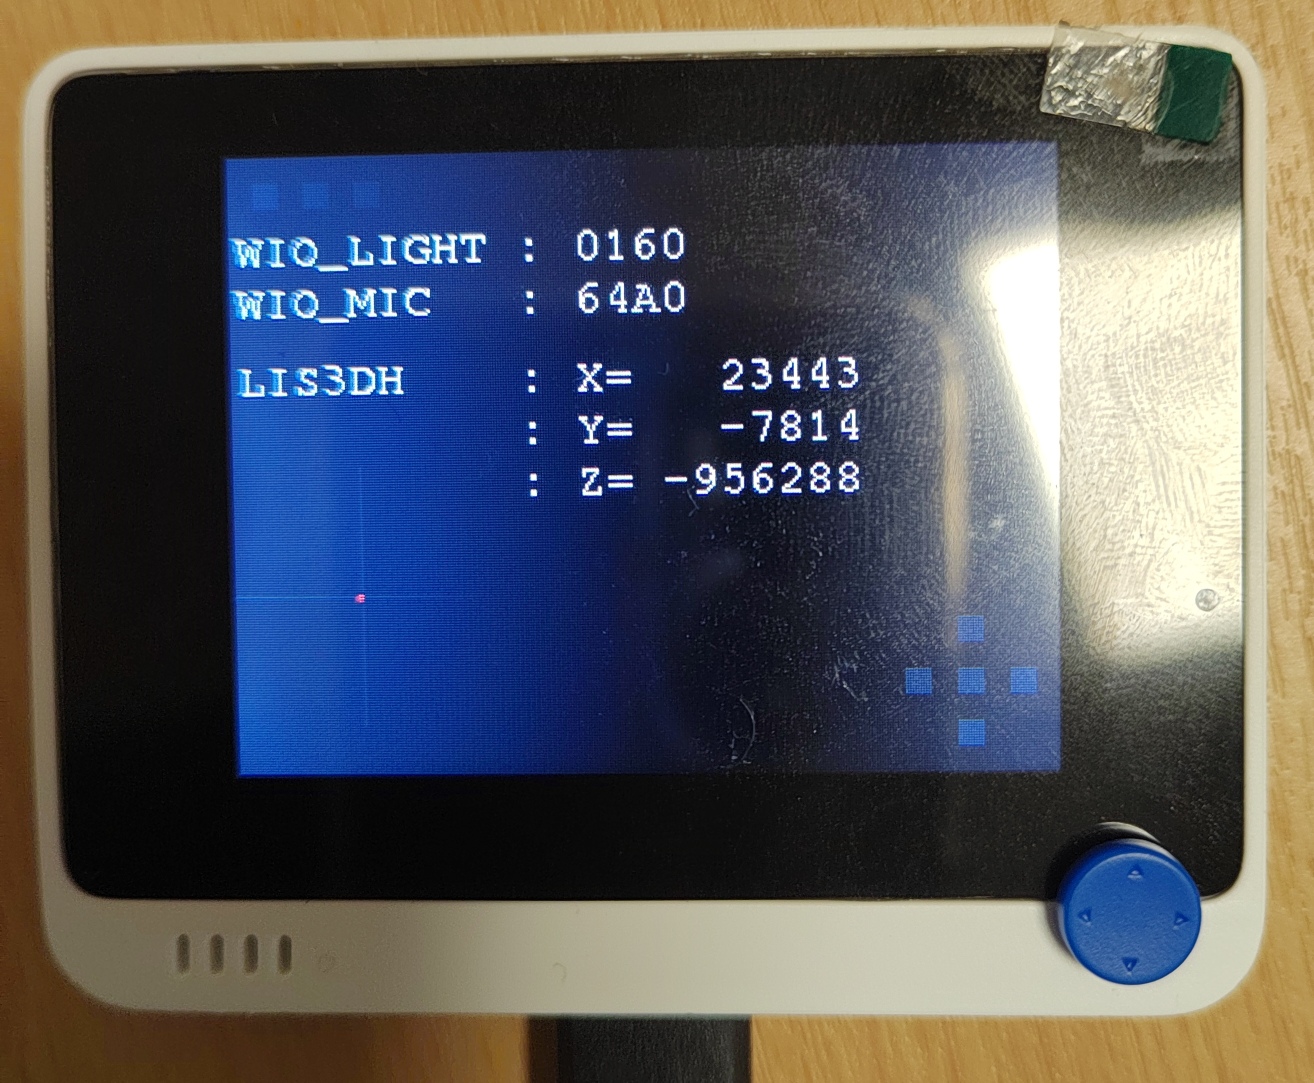 WIO_LIGHT : 0160
WIO_MIC : 64A0
LIS3DH : X= 23443
: Y= -7814
: Z= -956288